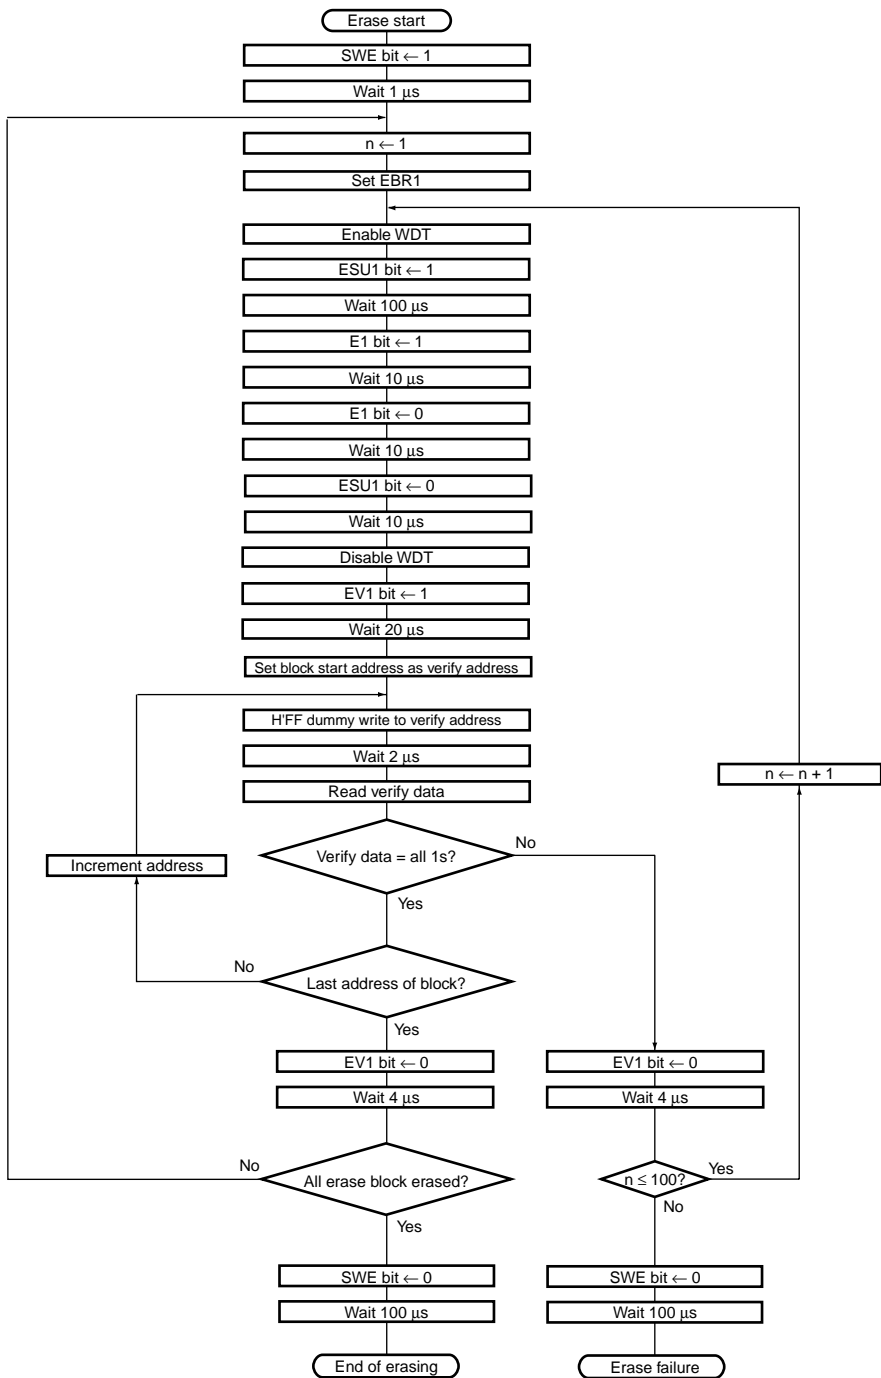 Erase start
SWE bit ← 1
Wait 1 μs
n ← 1
Set EBR1
Enable WDT
ESU1 bit ← 1
Wait 100 μs
E1 bit ← 1
Wait 10 μs
E1 bit ← 0
Wait 10 μs
ESU1 bit ← 0
Wait 10 μs
Disable WDT
EV1 bit ← 1
Wait 20 μs
Set block start address as verify address
H'FF dummy write to verify address
Wait 2 μs
n ← n + 1
Read verify data
No
Verify data = all 1s?
Increment address
Yes
No
Last address of block?
Yes
EV1 bit ← 0
EV1 bit ← 0
Wait 4 μs
Wait 4 μs
No
Yes
All erase block erased?
n ≤ 100?
No
Yes
SWE bit ← 0
SWE bit ← 0
Wait 100 μs
Wait 100 μs
End of erasing
Erase failure